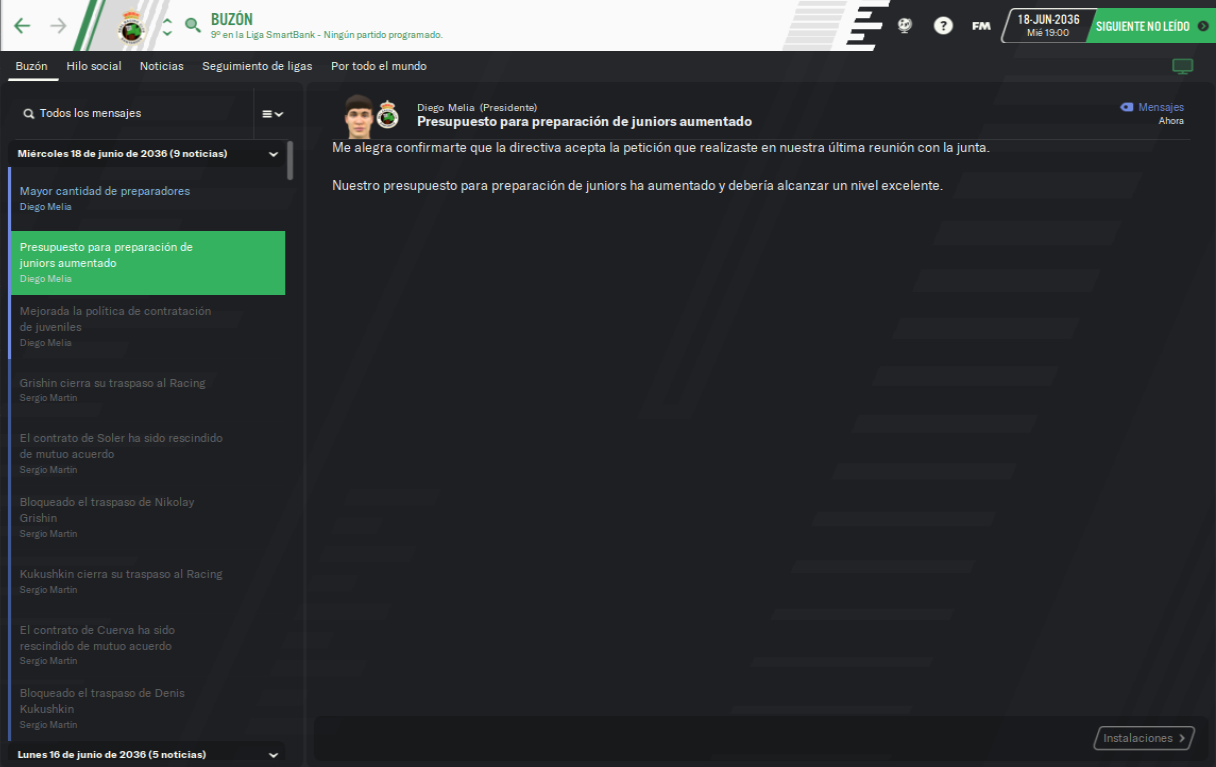 BUZÓN
9º en la Liga SmartBank - Ningún partido programado.
?
FM
18-JUN-2036
Mié 19:00
SIGUIENTE NO LEÍDO
Buzón
Hilo social
Noticias
Seguimiento de ligas
Por todo el mundo
Todos los mensajes
Miércoles 18 de junio de 2036 (9 noticias)
Mayor cantidad de preparadores
Diego Melia
Presupuesto para preparación de
juniors aumentado
Diego Melia
Mejorada la política de contratación
de juveniles
Diego Melia
Grishin cierra su traspaso al Racing
Sergio Martín
El contrato de Soler ha sido rescindido
de mutuo acuerdo
Sergio Martín
Bloqueado el traspaso de Nikolay
Grishin
Sergio Martín
Kukushkin cierra su traspaso al Racing
Sergio Martín
El contrato de Cuerva ha sido
rescindido de mutuo acuerdo
Sergio Martín
Bloqueado el traspaso de Denis
Kukushkin
Sergio Martín
Lunes 16 de junio de 2036 (5 noticias)
Diego Melia (Presidente)
Presupuesto para preparación de juniors aumentado
Mensajes
Ahora
Me alegra confirmarte que la directiva acepta la petición que realizaste en nuestra última reunión con la junta.
Nuestro presupuesto para preparación de juniors ha aumentado y debería alcanzar un nivel excelente.
Instalaciones